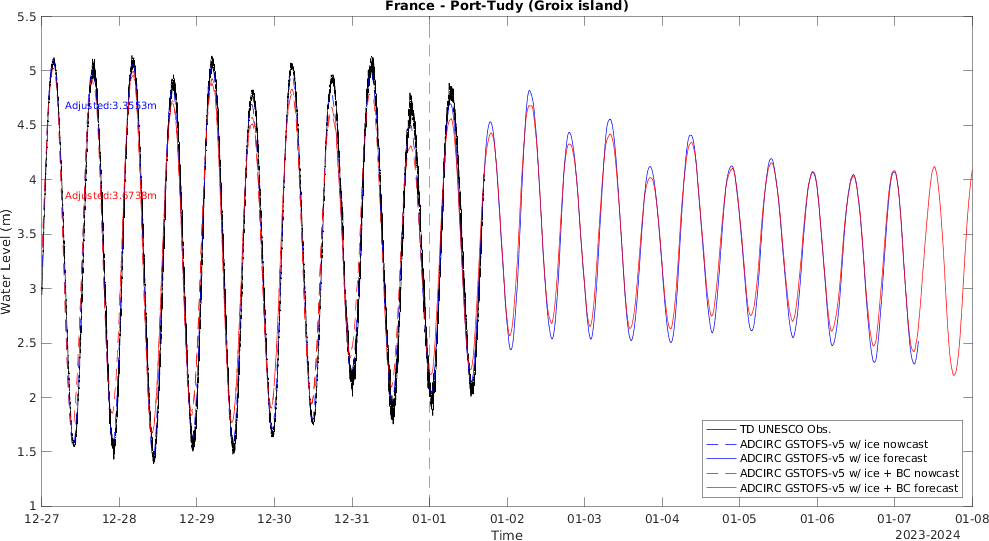 France - Port-Tudy (Groix island)
5.5
5
4.5
4
3.5
3
2.5
2
1.5
1
Water Level (m)
Adjusted:3.3553m
Adjusted:3.6738m
TD UNESCO Obs.
ADCIRC GSTOFS-v5 w/ ice nowcast
ADCIRC GSTOFS-v5 w/ ice forecast
ADCIRC GSTOFS-v5 w/ ice + BC nowcast
ADCIRC GSTOFS-v5 w/ ice + BC forecast
12-27 12-28 12-29 12-30 12-31 01-01 01-02 01-03 01-04 01-05 01-06 01-07 01-08
Time
2023-2024